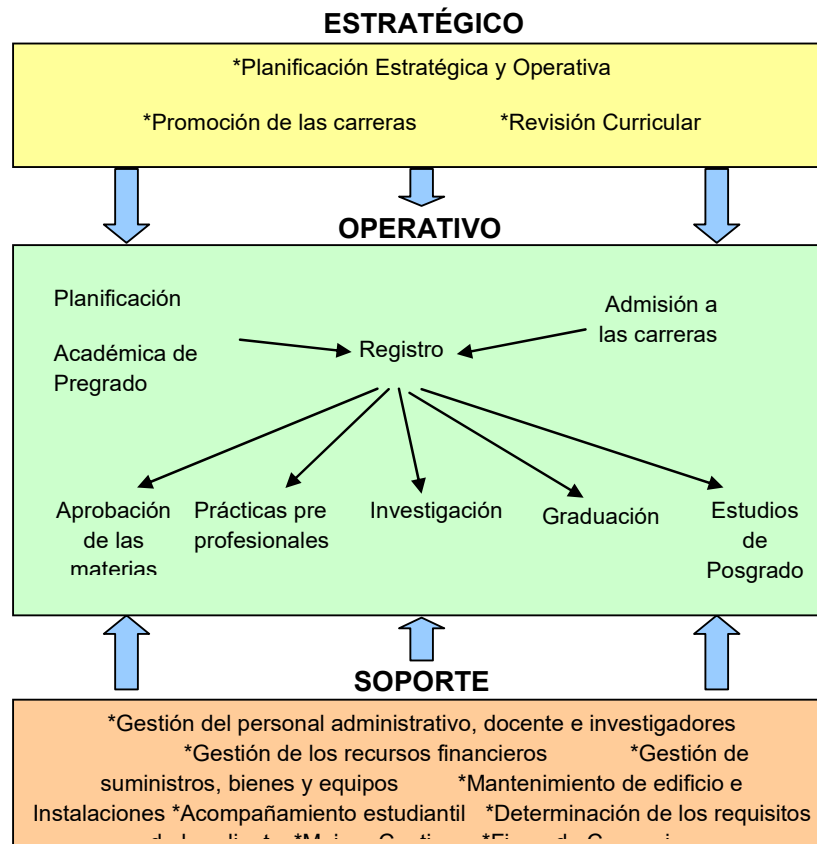 ESTRATÉGICO
*Planificación Estratégica y Operativa
*Promoción de las carreras *Revisión Curricular
OPERATIVO
Planificación
Académica de
Pregrado
Registro
Admisión a
las carreras
Aprobación
de las
materias
Prácticas pre
profesionales
Investigación
Graduación
Estudios
de
Posgrado
SOPORTE
*Gestión del personal administrativo, docente e investigadores
*Gestión de los recursos financieros *Gestión de
suministros, bienes y equipos *Mantenimiento de edificio e
Instalaciones *Acompañamiento estudiantil *Determinación de los requisitos